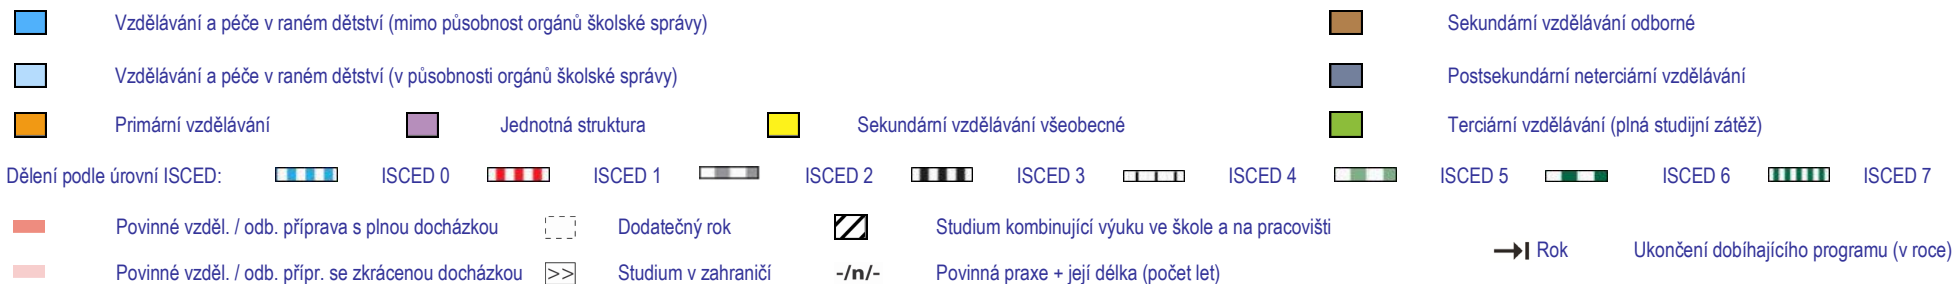 Vzdělávání a péče v raném dětství (mimo působnost orgánů školské správy) Sekundární vzdělávání odborné
Vzdělávání a péče v raném dětství (v působnosti orgánů školské správy) Postsekundární neterciární vzdělávání
Primární vzdělávání Jednotná struktura Sekundární vzdělávání všeobecné Terciární vzdělávání (plná studijní zátěž)
Dělení podle úrovní ISCED: ISCED 0 ISCED 1 ISCED 2 ISCED 3 ISCED 4 ISCED 5 ISCED 6 ISCED 7
Povinné vzděl. / odb. příprava s plnou docházkou Dodatečný rok Studium kombinující výuku ve škole a na pracovišti
Rok Ukončení dobíhajícího programu (v roce)
Povinné vzděl. / odb. přípr. se zkrácenou docházkou >> Studium v zahraničí -/n/- Povinná praxe + její délka (počet let)